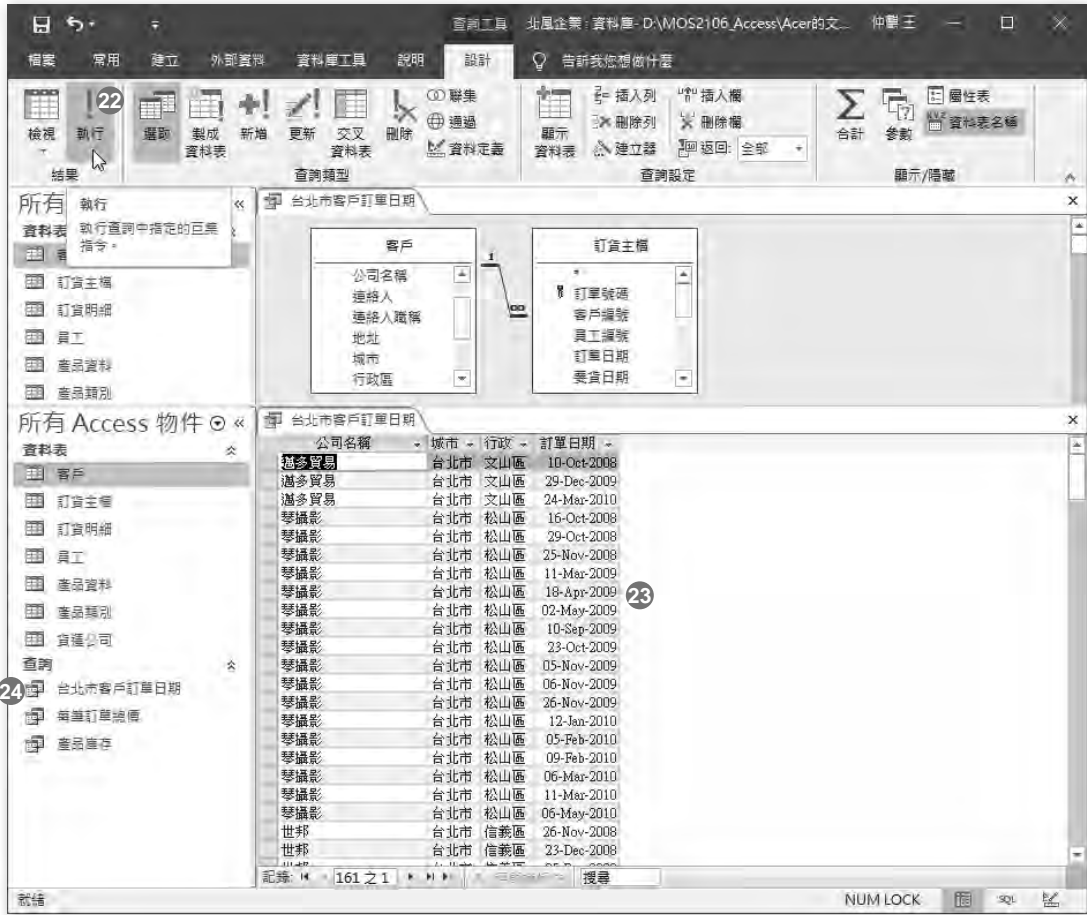 查詢工具 北風企業 : 資料庫- D:\MOS2106_Access\Acer的文... 仲擊王
檔案 常用 建立 外部資料 資料庫工具 說明 設計 告訴我您想做什麼
檢視 執行 22 選取 製成資料表 新增 更新 交叉資料表 刪除
聯集
通過
資料定義
顯示資料表
插入列 插入欄
刪除列 刪除欄
建立器 返回: 全部
合計 參數
屬性表
資料表名稱
結果 查詢類型 查詢設定 顯示/隱藏
所有
資料表
執行
執行查詢中指定的巨集
指令。
訂貨主檔
訂貨明細
員工
產品資料
產品類別
台北市客戶訂單日期
客戶
公司名稱
連絡人
連絡人職稱
地址
城市
行政區
1 ∞
訂貨主檔
*
訂單號碼
客戶編號
員工編號
訂單日期
要貨日期
所有 Access 物件
資料表
客戶
訂貨主檔
訂貨明細
員工
產品資料
產品類別
貨運公司
查詢
24 台北市客戶訂單日期
每筆訂單總價
產品庫存
台北市客戶訂單日期
公司名稱 城市 行政 訂單日期
邁多貿易 台北市 文山區 10-Oct-2008
邁多貿易 台北市 文山區 29-Dec-2009
邁多貿易 台北市 文山區 24-Mar-2010
琴攝影 台北市 松山區 16-Oct-2008
琴攝影 台北市 松山區 29-Oct-2008
琴攝影 台北市 松山區 25-Nov-2008
琴攝影 台北市 松山區 11-Mar-2009
琴攝影 台北市 松山區 18-Apr-2009 23
琴攝影 台北市 松山區 02-May-2009
琴攝影 台北市 松山區 10-Sep-2009
琴攝影 台北市 松山區 23-Oct-2009
琴攝影 台北市 松山區 05-Nov-2009
琴攝影 台北市 松山區 06-Nov-2009
琴攝影 台北市 松山區 26-Nov-2009
琴攝影 台北市 松山區 12-Jan-2010
琴攝影 台北市 松山區 05-Feb-2010
琴攝影 台北市 松山區 09-Feb-2010
琴攝影 台北市 松山區 06-Mar-2010
琴攝影 台北市 松山區 11-Mar-2010
琴攝影 台北市 松山區 06-May-2010
世邦 台北市 信義區 26-Nov-2008
世邦 台北市 信義區 23-Dec-2008
記錄: 161 之 1 搜尋
就緒 NUM LOCK SQL